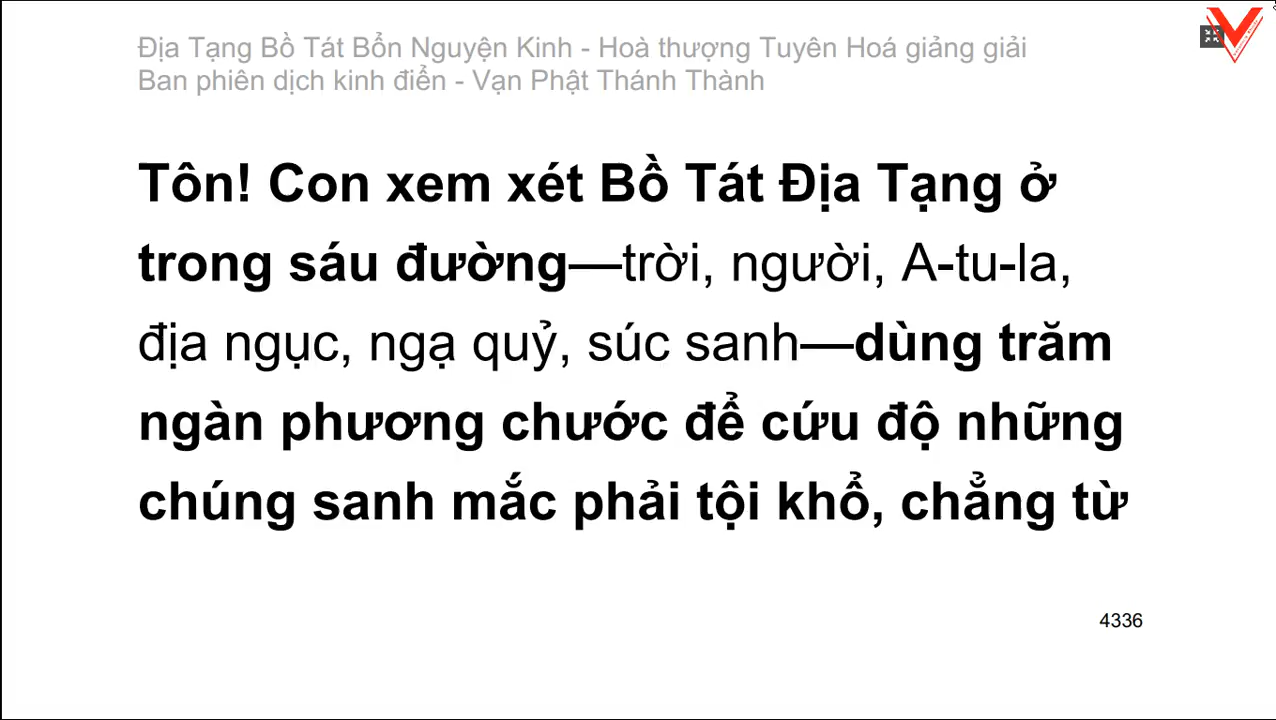 Địa Tạng Bồ Tát Bổn Nguyện Kinh - Hoà thượng Tuyên Hoá giảng giải
Ban phiên dịch kinh điển - Vạn Phật Thánh Thành
Tôn! Con xem xét Bồ Tát Địa Tạng ở
trong sáu đường—trời, người, A-tu-la,
địa ngục, ngạ quỷ, súc sanh—dùng trăm
ngàn phương chước để cứu độ những
chúng sanh mắc phải tội khổ, chẳng từ
4336